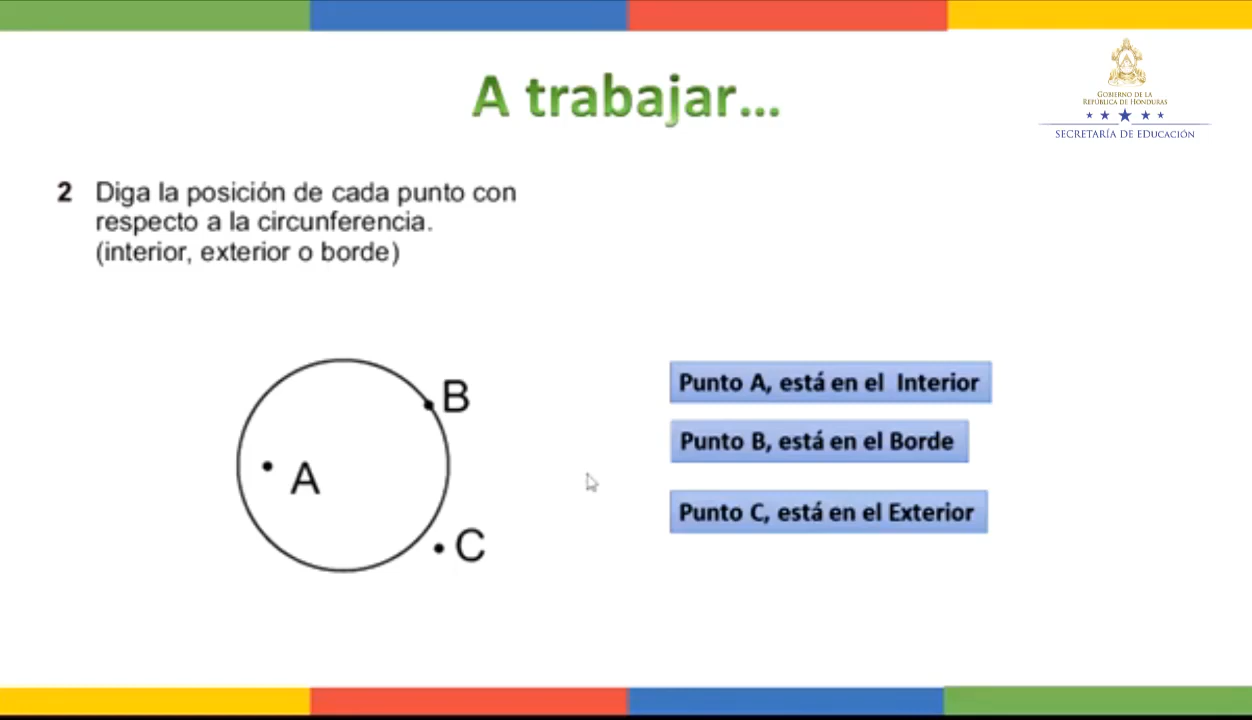 A trabajar...
GOBIERNO DE LA
REPÚBLICA DE HONDURAS
SECRETARÍA DE EDUCACIÓN
2 Diga la posición de cada punto con
respecto a la circunferencia.
(interior, exterior o borde)
B
A
C
Punto A, está en el Interior
Punto B, está en el Borde
Punto C, está en el Exterior